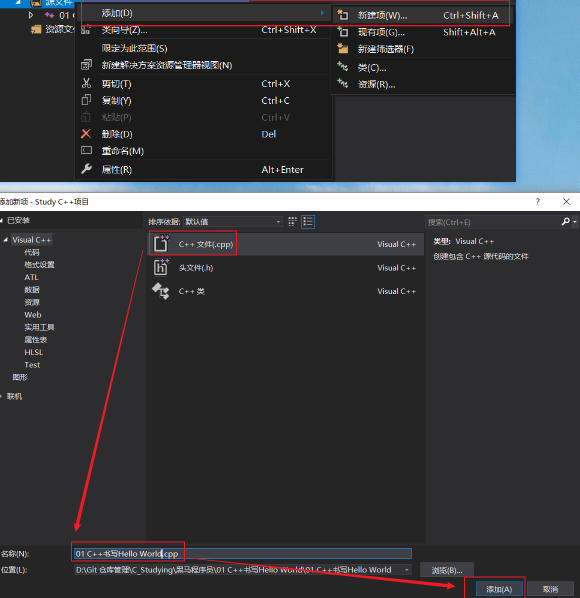 源文件
添加(D)
新建项(W)... Ctrl+Shift+A
01 C
类向导(Z)... Ctrl+Shift+X
现有项(G)... Shift+Alt+A
资源文
限定为此范围(S)
新建筛选器(F)
新建解决方案资源管理器视图(N)
类(C)...
剪切(T) Ctrl+X
资源(R)...
复制(Y) Ctrl+C
粘贴(P) Ctrl+V
删除(D) Del
重命名(M)
属性(R) Alt+Enter
添加新项 - Study C++项目 ? ×
已安装
排序依据: 默认值
搜索(Ctrl+E)
Visual C++
C++ 文件(.cpp) Visual C++
类型: Visual C++
代码
创建包含 C++ 源代码的文件
格式设置
头文件(.h) Visual C++
ATL
数据
C++ 类 Visual C++
资源
Web
实用工具
属性表
HLSL
Test
图形
联机
名称(N): 01 C++书写Hello World.cpp
位置(L): D:\Git 仓库管理\C_Studying\黑马程序员\01 C++书写Hello World\01 C++书写Hello World
浏览(B)...
添加(A) 取消